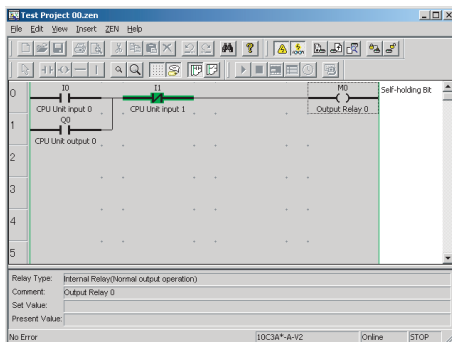 Test Project 00.zen
File Edit View Insert ZEN Help
0 I0 I1 M0 Self-holding Bit
CPU Unit input 0 CPU Unit input 1 Output Relay 0
1 Q0
CPU Unit output 0
2
3
4
5
Relay Type: Internal Relay(Normal output operation)
Comment: Output Relay 0
Set Value:
Present Value:
No Error 10C3A*-A-V2 Online STOP